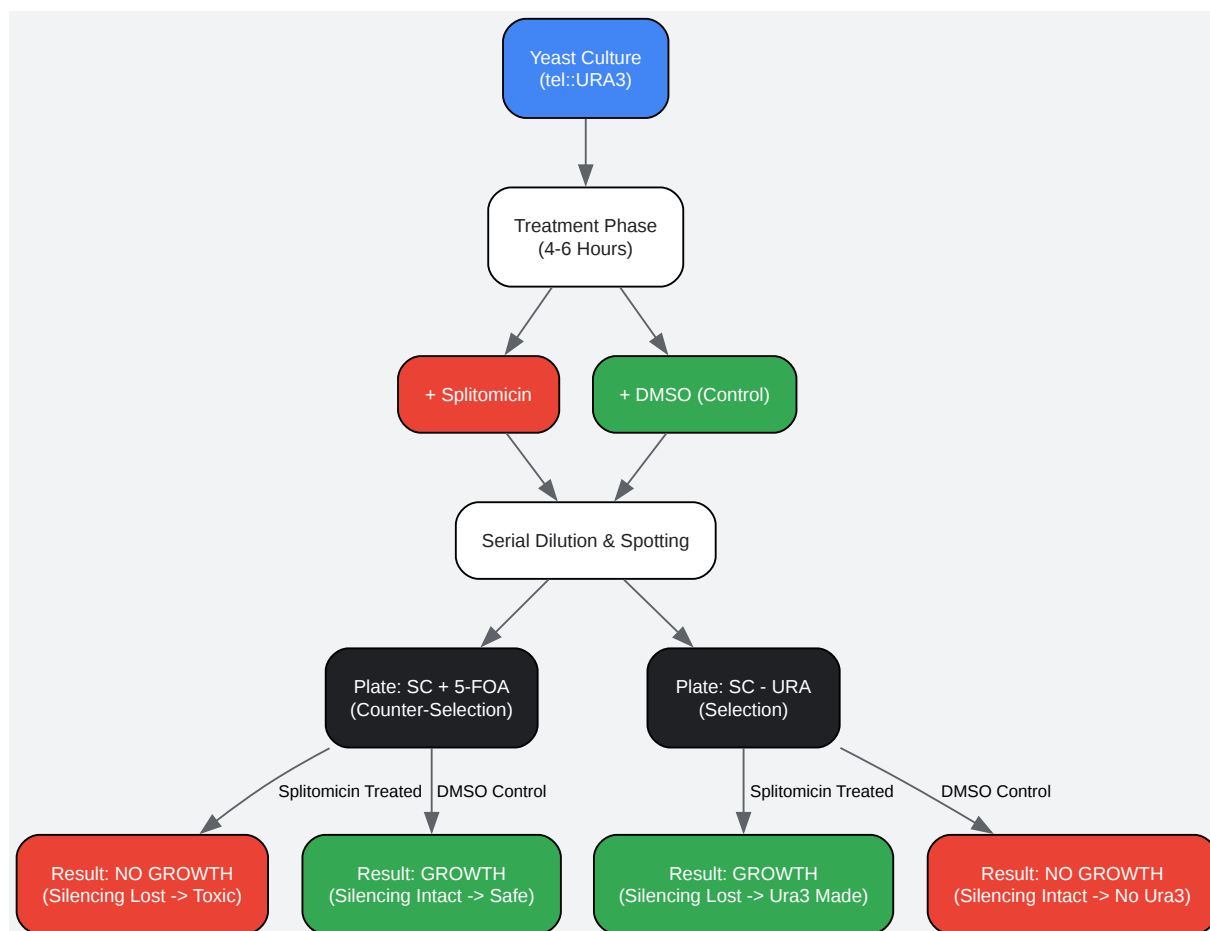 Yeast Culture
(tel::URA3)
Treatment Phase
(4-6 Hours)
+ Splitomicin
+ DMSO (Control)
Serial Dilution & Spotting
Plate: SC + 5-FOA
(Counter-Selection)
Plate: SC - URA
(Selection)
Splitomicin Treated
DMSO Control
Splitomicin Treated
DMSO Control
Result: NO GROWTH
(Silencing Lost -> Toxic)
Result: GROWTH
(Silencing Intact -> Safe)
Result: GROWTH
(Silencing Lost -> Ura3 Made)
Result: NO GROWTH
(Silencing Intact -> No Ura3)